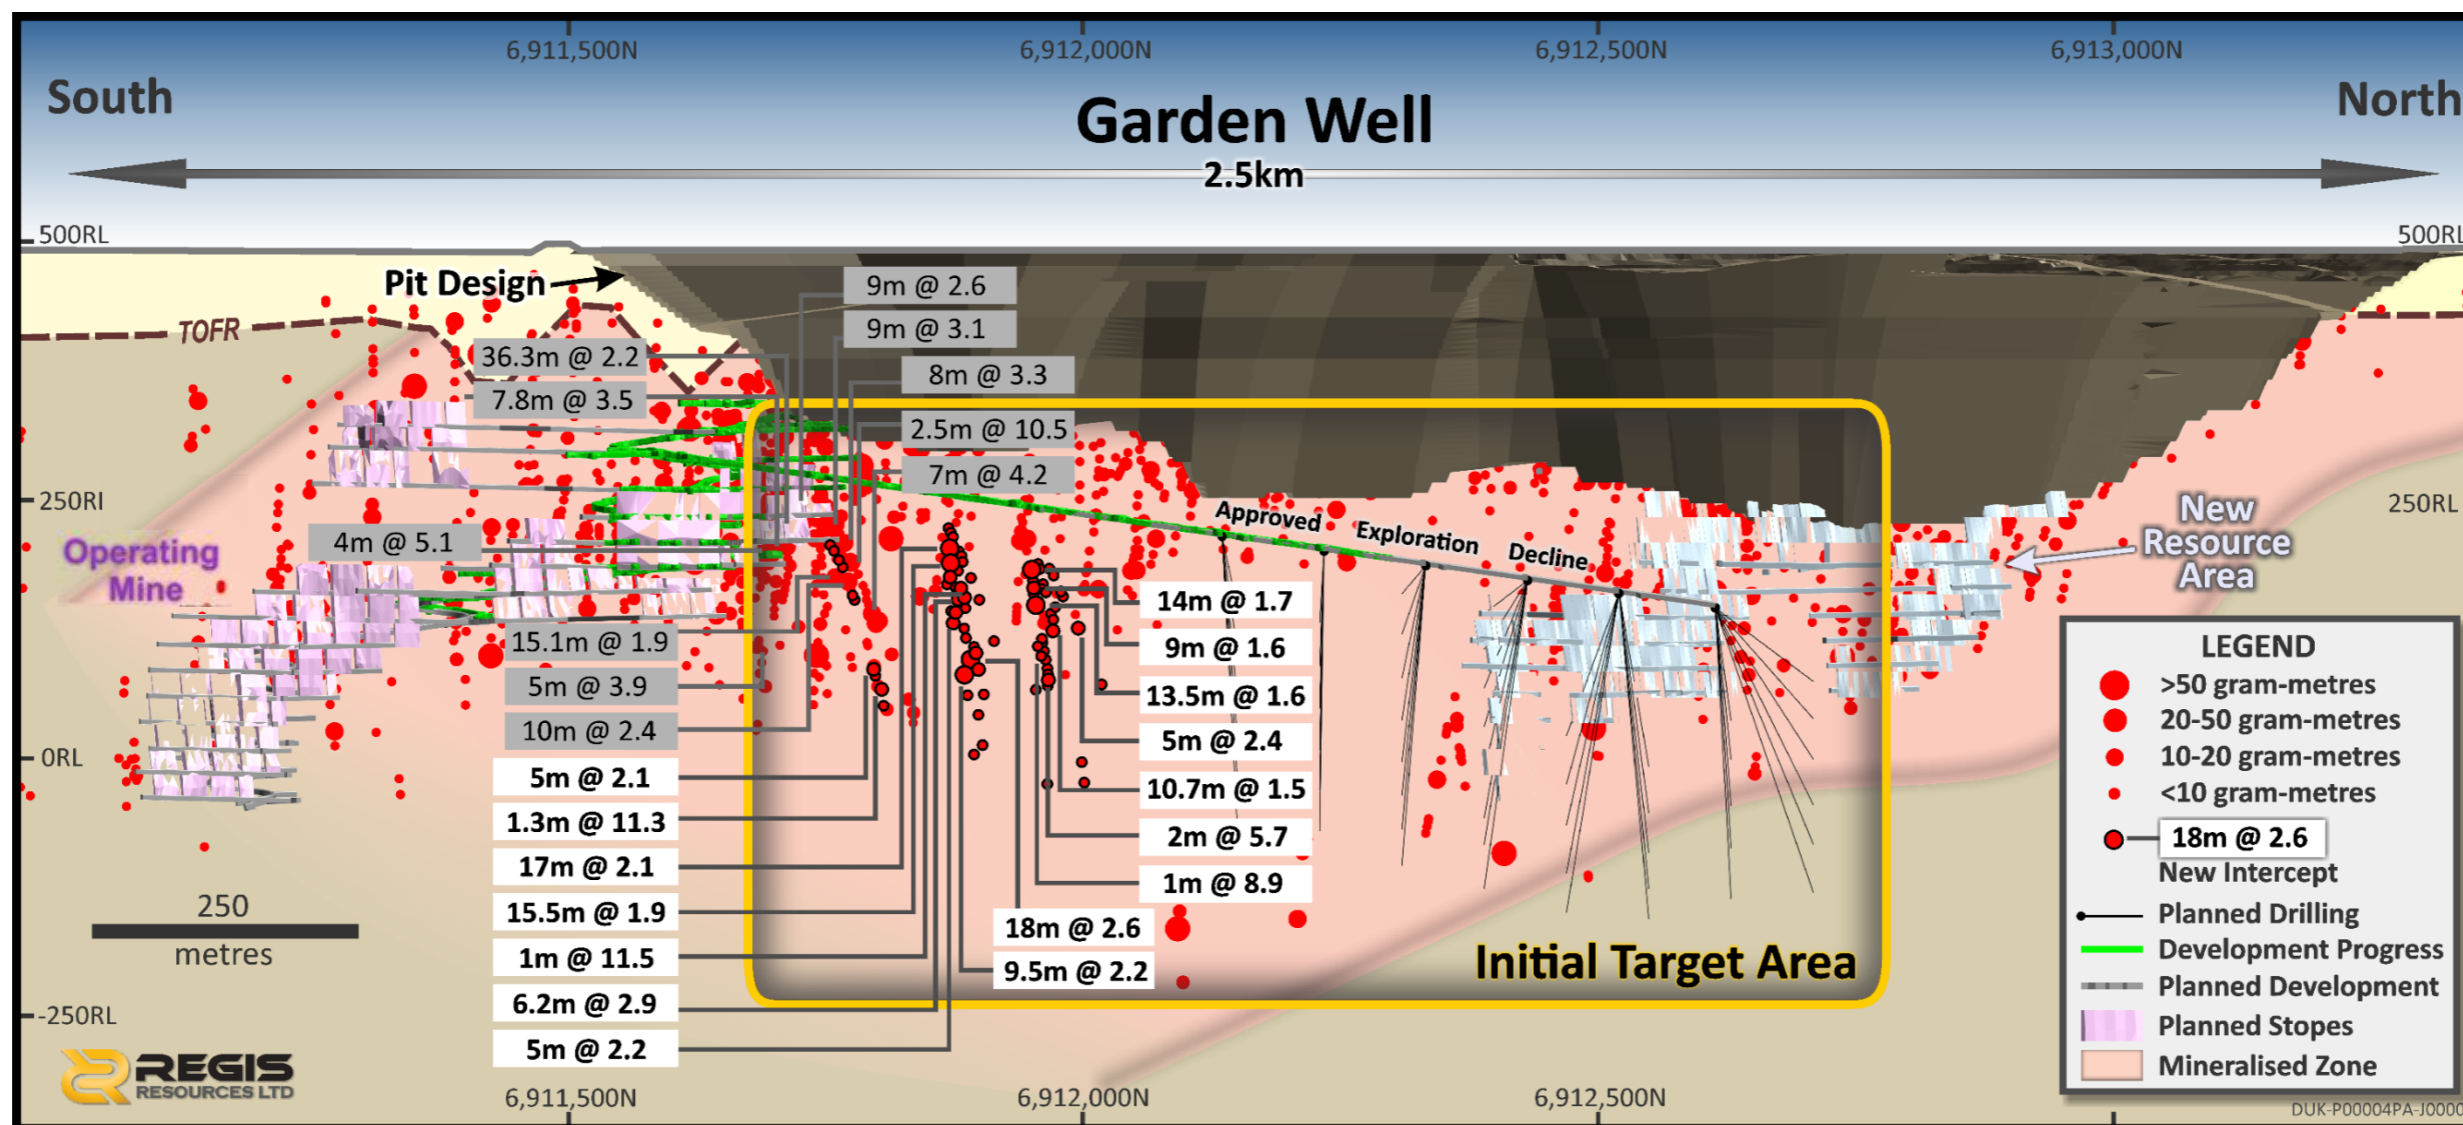 6,911,500N
6,912,000N
6,912,500N
6,913,000N
South
North
Garden Well
2.5km
500RL
500RL
Pit Design
TOFR
9m @ 2.6
9m @ 3.1
36.3m @ 2.2
8m @ 3.3
7.8m @ 3.5
2.5m @ 10.5
7m @ 4.2
250Rl
250RL
Approved Exploration Decline
4m @ 5.1
Operating
Mine
New
Resource
Area
15.1m @ 1.9
5m @ 3.9
10m @ 2.4
5m @ 2.1
1.3m @ 11.3
17m @ 2.1
15.5m @ 1.9
1m @ 11.5
6.2m @ 2.9
5m @ 2.2
14m @ 1.7
9m @ 1.6
13.5m @ 1.6
5m @ 2.4
10.7m @ 1.5
2m @ 5.7
1m @ 8.9
18m @ 2.6
9.5m @ 2.2
0RL
-250RL
250
metres
Initial Target Area
LEGEND
>50 gram-metres
20-50 gram-metres
10-20 gram-metres
<10 gram-metres
18m @ 2.6
New Intercept
Planned Drilling
Development Progress
Planned Development
Planned Stopes
Mineralised Zone
REGIS
RESOURCES LTD
6,911,500N
6,912,000N
6,912,500N
DUK-P00004PA-J0000